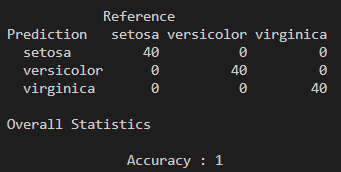 Reference
Prediction setosa versicolor virginica
setosa 40 0 0
versicolor 0 40 0
virginica 0 0 40
Overall Statistics
Accuracy : 1